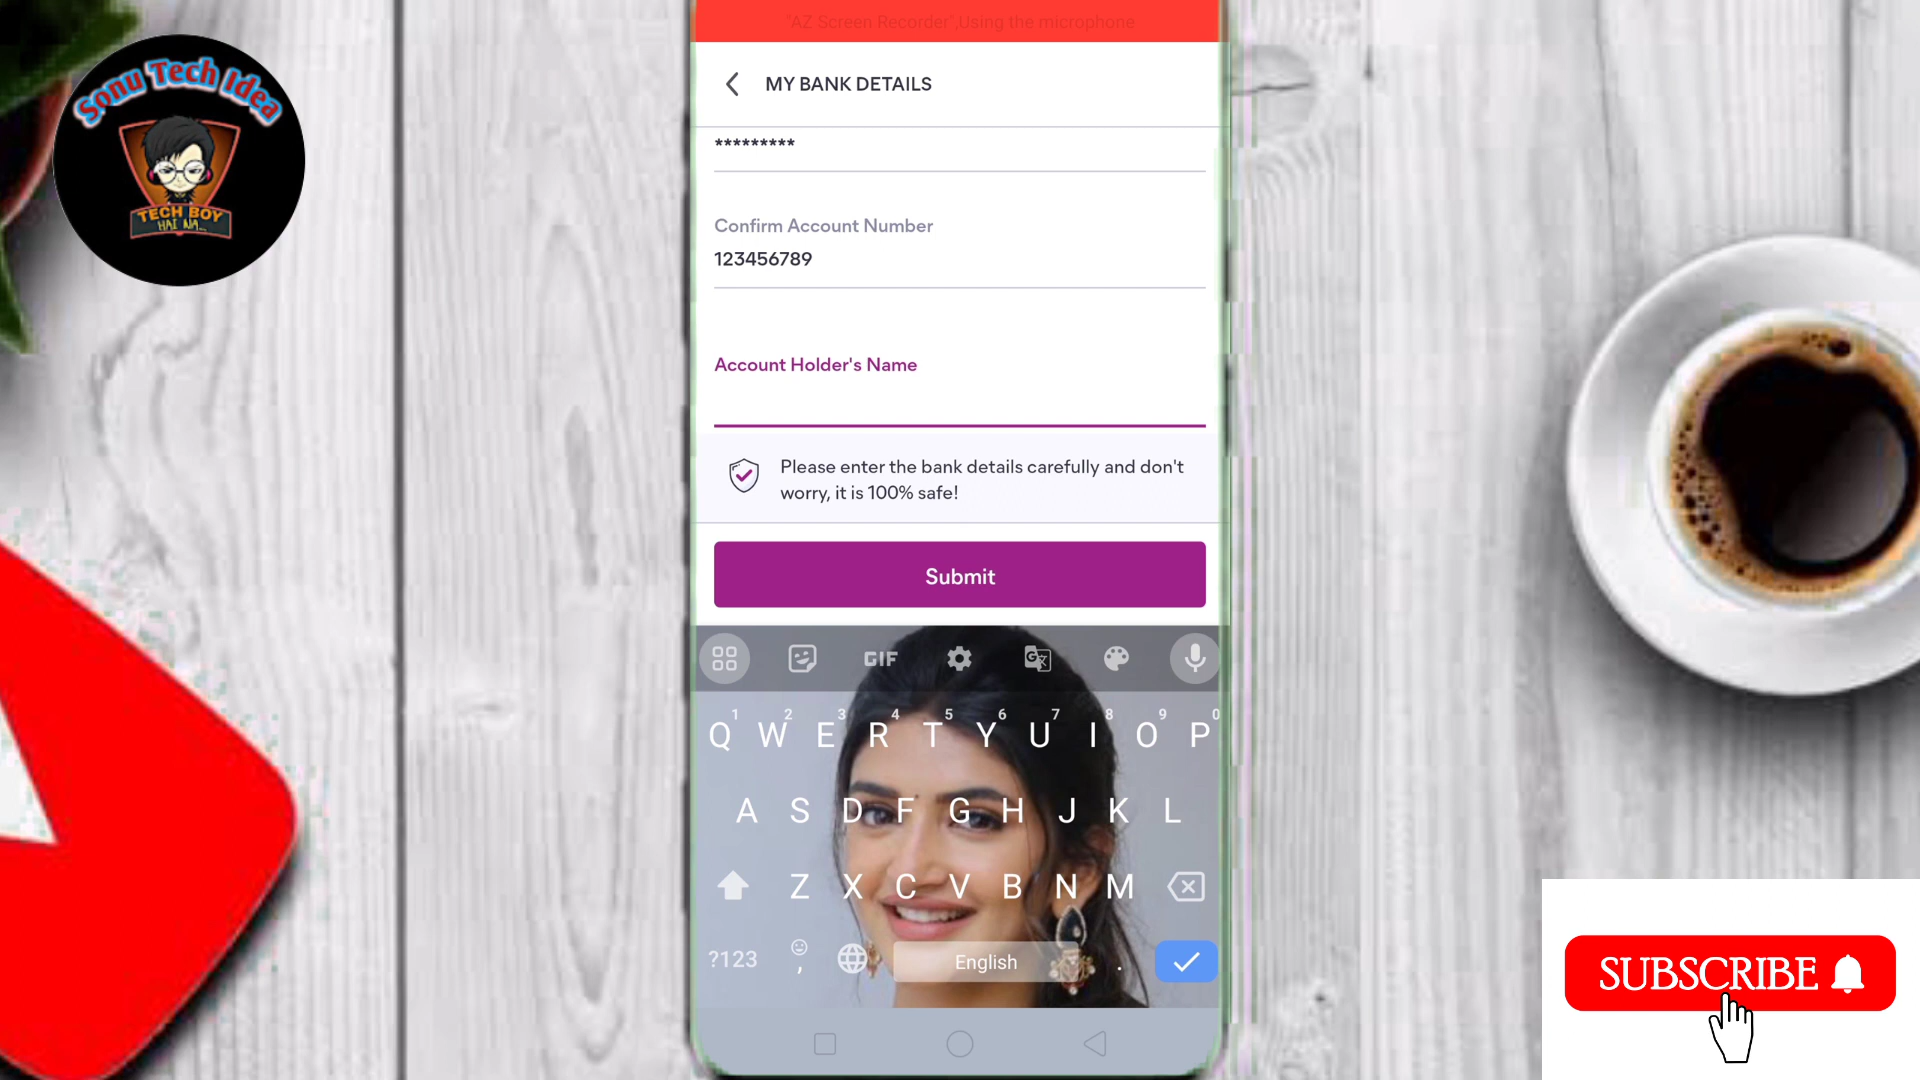 "AZ Screen Recorder",Using the microphone
Sonu Tech Idea
TECH BOY
HAI NA...
MY BANK DETAILS
*********
Confirm Account Number
123456789
Account Holder's Name
Please enter the bank details carefully and don't
worry, it is 100% safe!
Submit
GIF
1 2 3 4 5 6 7 8 9 0
Q W E R T Y U I O P
A S D F G H J K L
Z X C V B N M
?123 , English .
SUBSCRIBE